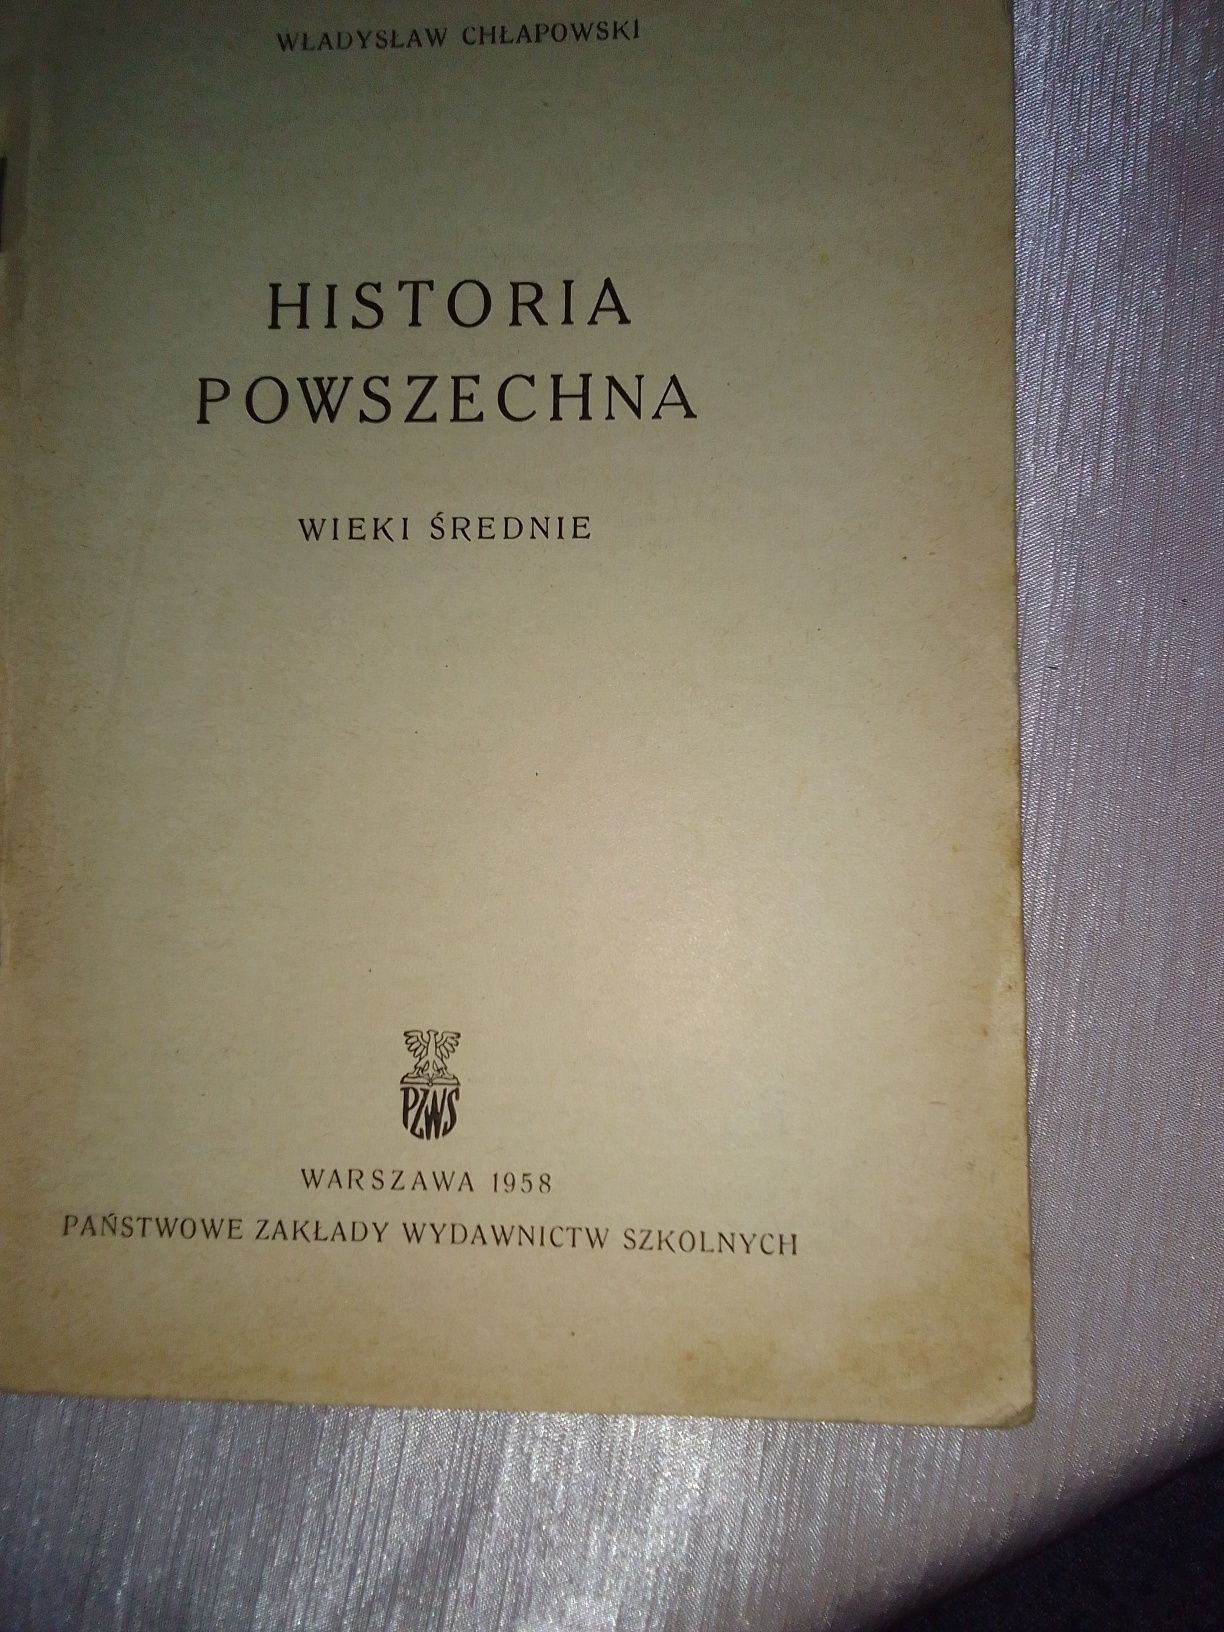 WŁADYSŁAW CHŁAPOWSKI
HISTORIA
POWSZECHNA
WIEKI ŚREDNIE
PZWS
WARSZAWA 1958
PAŃSTWOWE ZAKŁADY WYDAWNICTW SZKOLNYCH